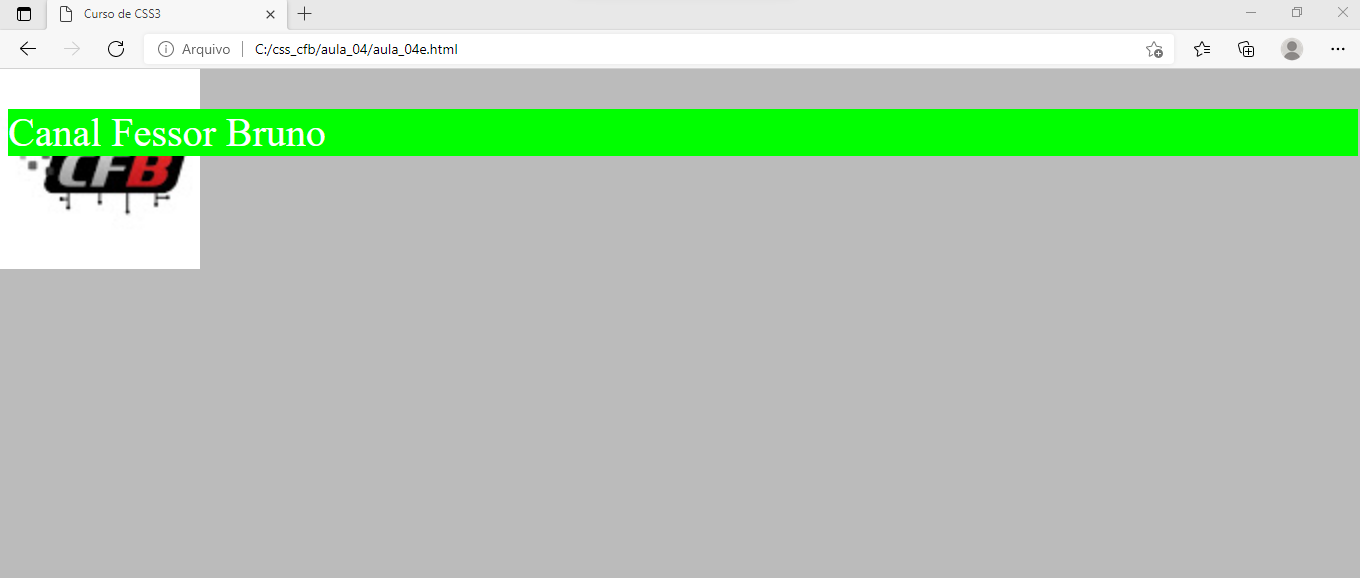 Curso de CSS3
Arquivo C:/css_cfb/aula_04/aula_04e.html
Canal Fessor Bruno
CFB